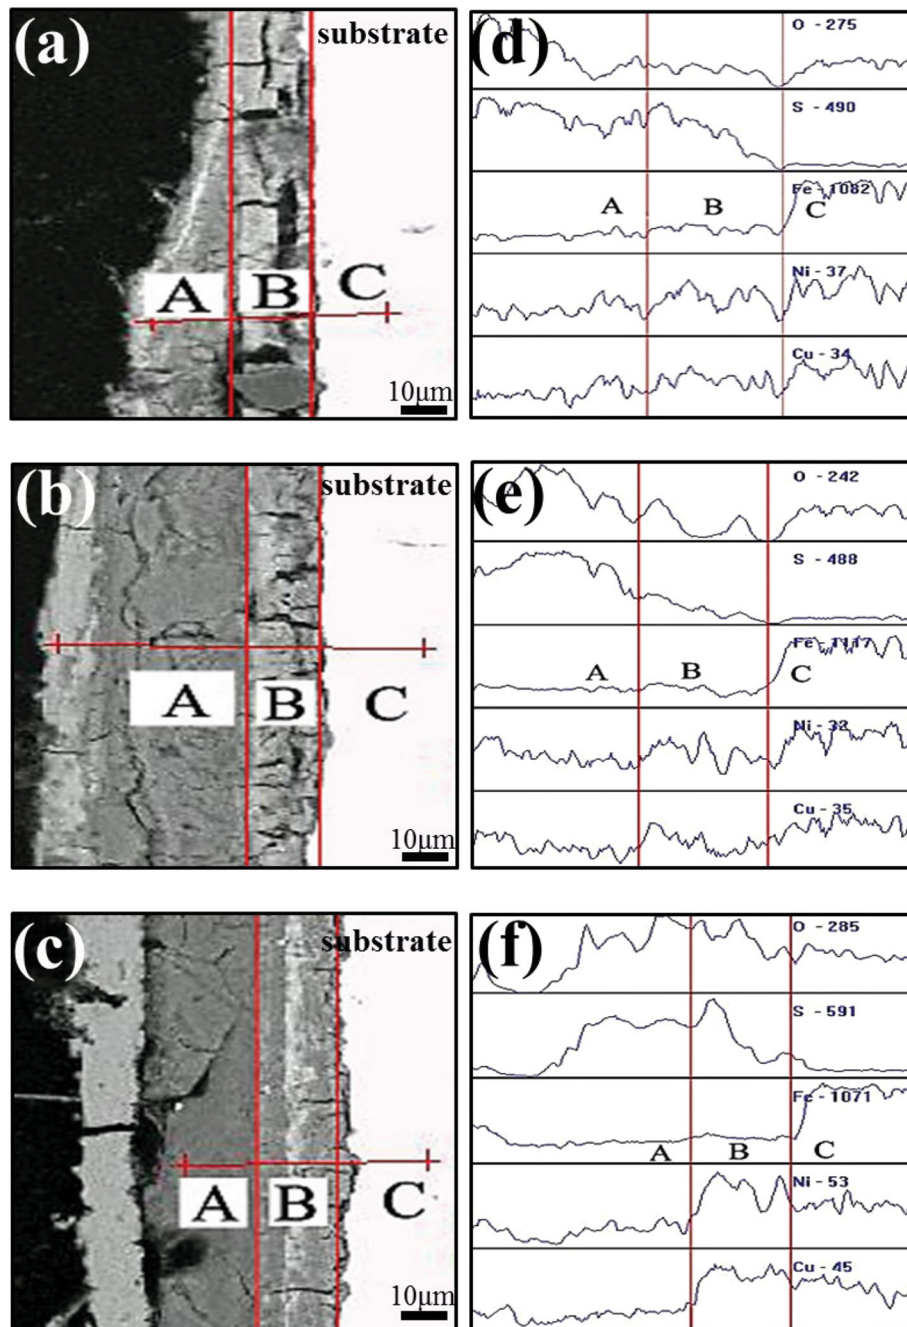 (a)
substrate
A
B
C
10μm
(d)
O - 275
S - 490
Fe - 1082
A
B
C
Ni - 37
Cu - 34
(b)
substrate
A
B
C
10μm
(e)
O - 242
S - 488
Fe - 1117
A
B
C
Ni - 32
Cu - 35
(c)
substrate
A
B
C
10μm
(f)
O - 285
S - 591
Fe - 1071
A
B
C
Ni - 53
Cu - 45